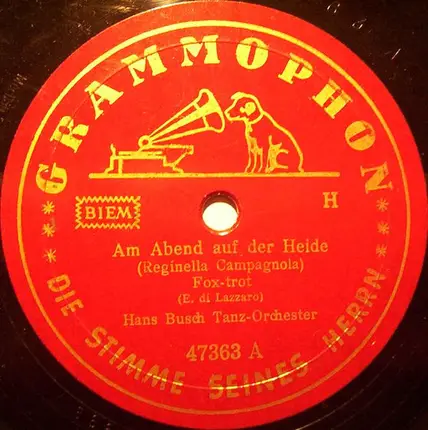 GRAMMOPHON
BIEM
H
Am Abend auf der Heide
(Reginella Campagnola)
Fox-trot
(E. di Lazzaro)
Hans Busch Tanz-Orchester
47363 A
DIE STIMME SEINES HERRN